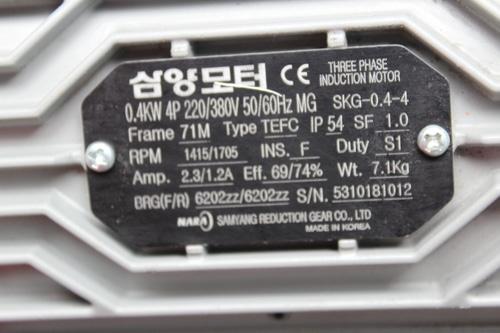 삼양모터 CE THREE PHASE
INDUCTION MOTOR
0.4KW 4P 220/380V 50/60Hz MG SKG-0.4-4
Frame 71M Type TEFC IP 54 SF 1.0
RPM 1415/1705 INS. F Duty S1
Amp. 2.3/1.2A Eff. 69/74% Wt. 7.1Kg
BRG(F/R) 6202zz/6202zz S/N. 5310181012
NARA SAMYANG REDUCTION GEAR CO., LTD
MADE IN KOREA